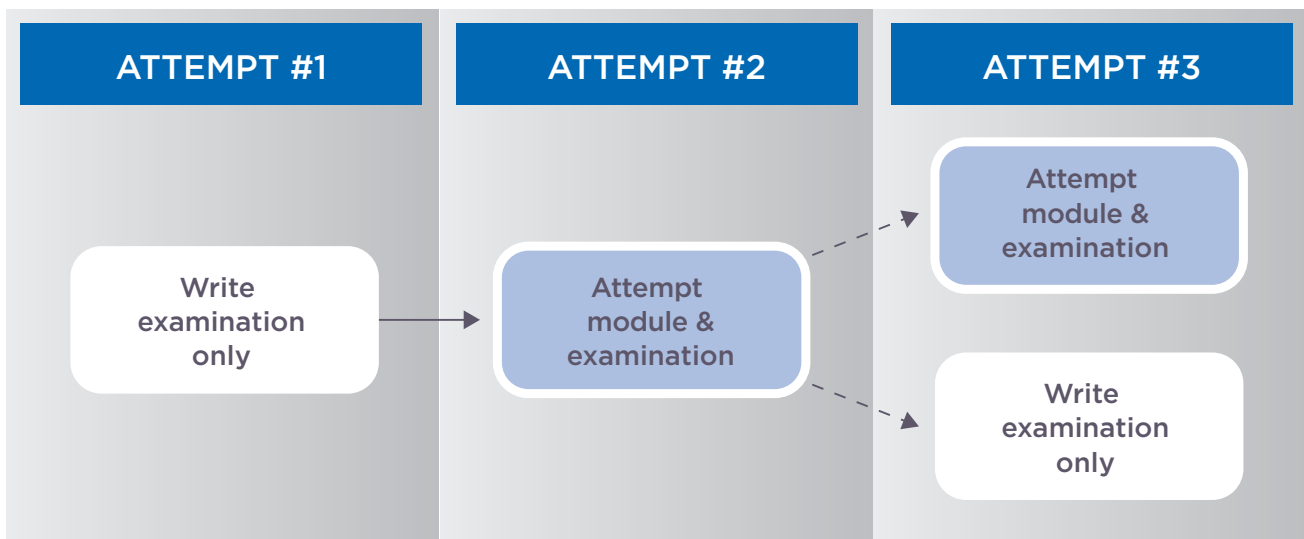 ATTEMPT #1
ATTEMPT #2
ATTEMPT #3
Write
examination
only
Attempt
module &
examination
Attempt
module &
examination
Write
examination
only